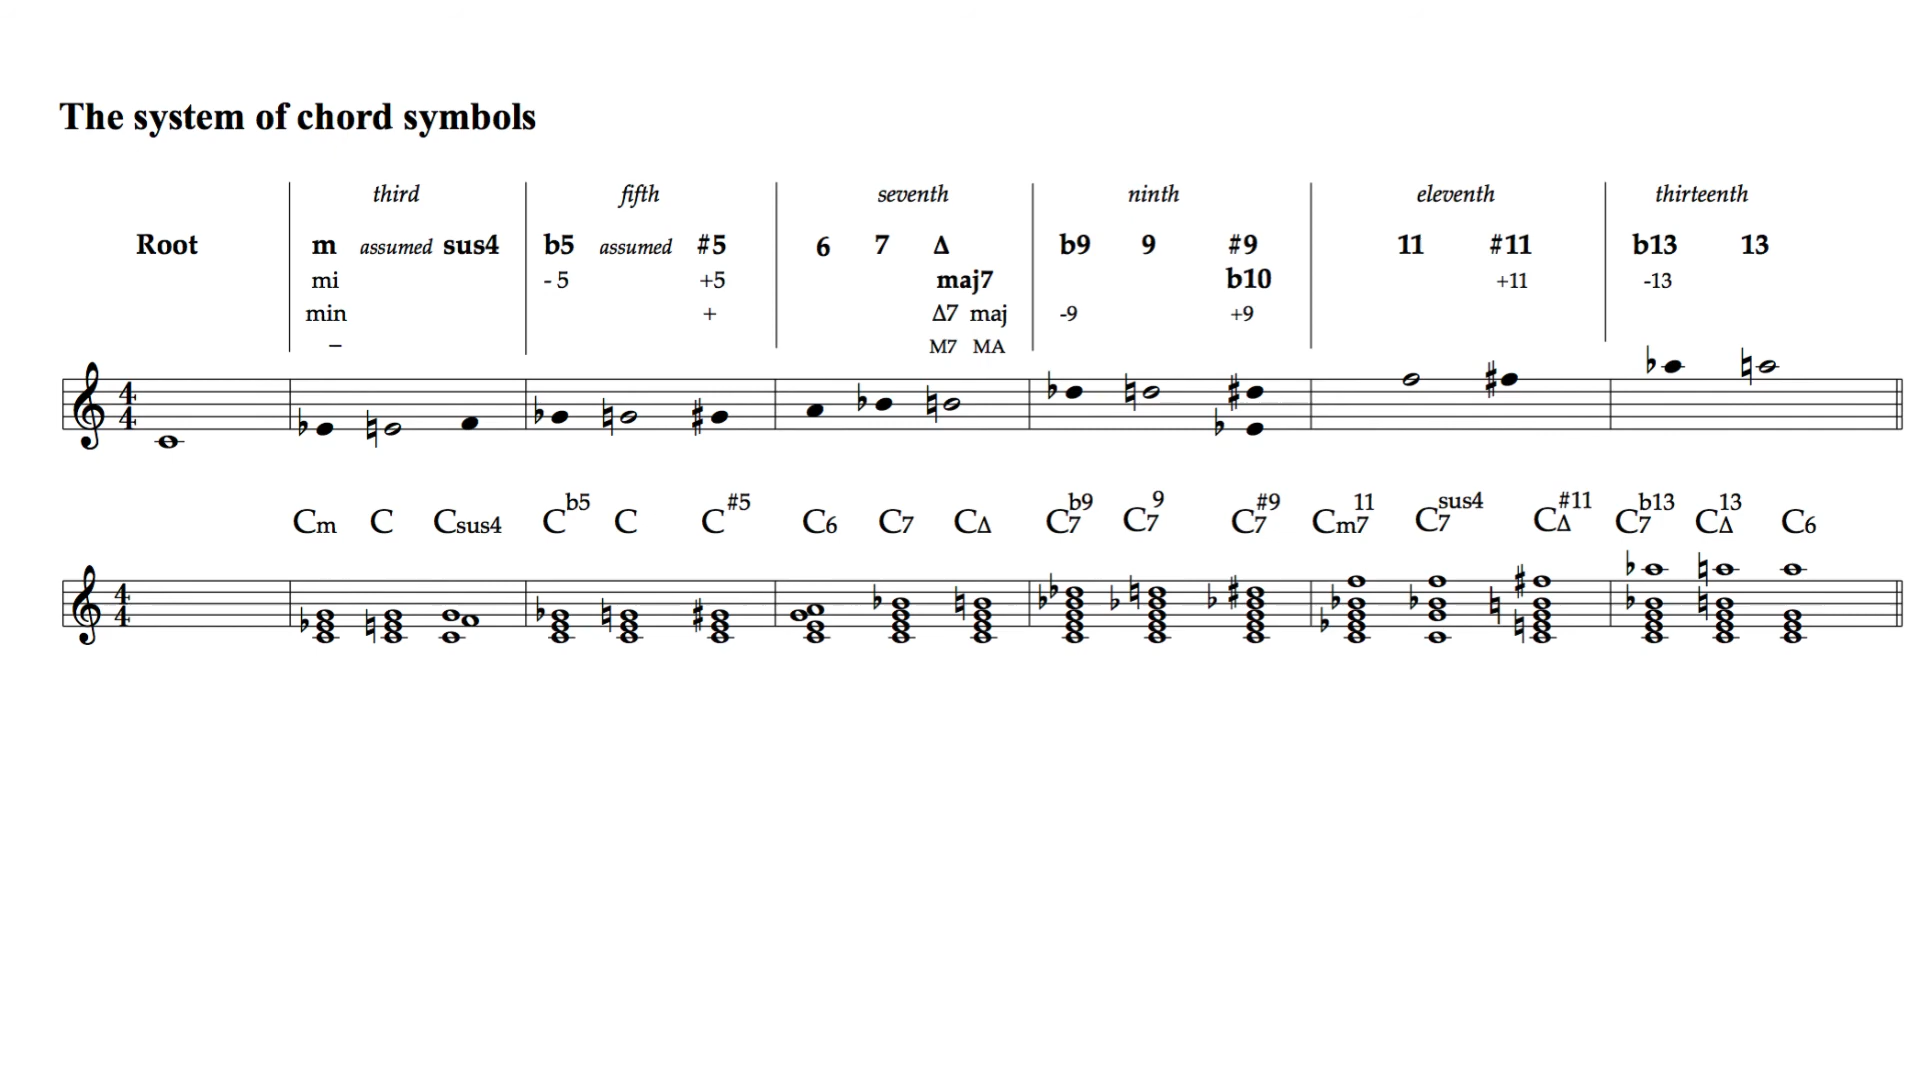 The system of chord symbols
third fifth seventh ninth eleventh thirteenth
Root m assumed sus4 b5 assumed #5 6 7 Δ b9 9 #9 11 #11 b13 13
mi - 5 +5 maj7 b10 +11 -13
min + Δ7 maj -9 +9
– M7 MA
4 4
Cm C Csus4 Cb5 C C#5 C6 C7 CΔ C7b9 C79 C7#9 Cm711 C7sus4 CΔ#11 C7b13 CΔ13 C6
4 4